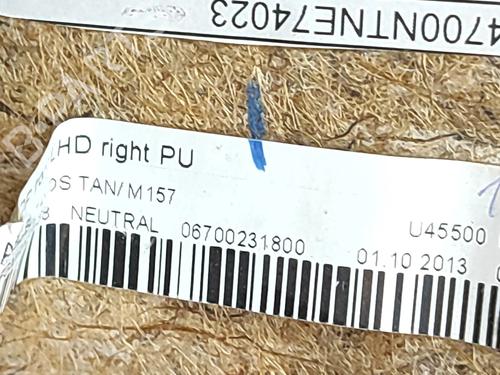 4700NTNE74023
LHD right PU
TAN/M157
NEUTRAL 06700231800 U45500
01.10.2013